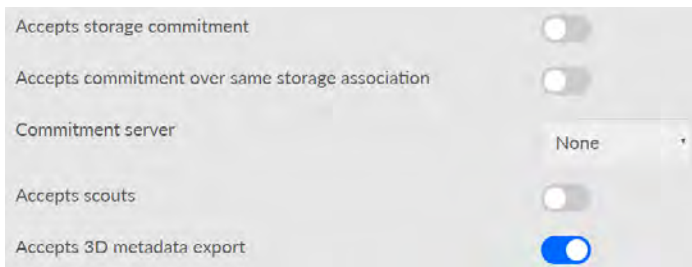 Accepts storage commitment
Accepts commitment over same storage association
Commitment server
None
Accepts scouts
Accepts 3D metadata export